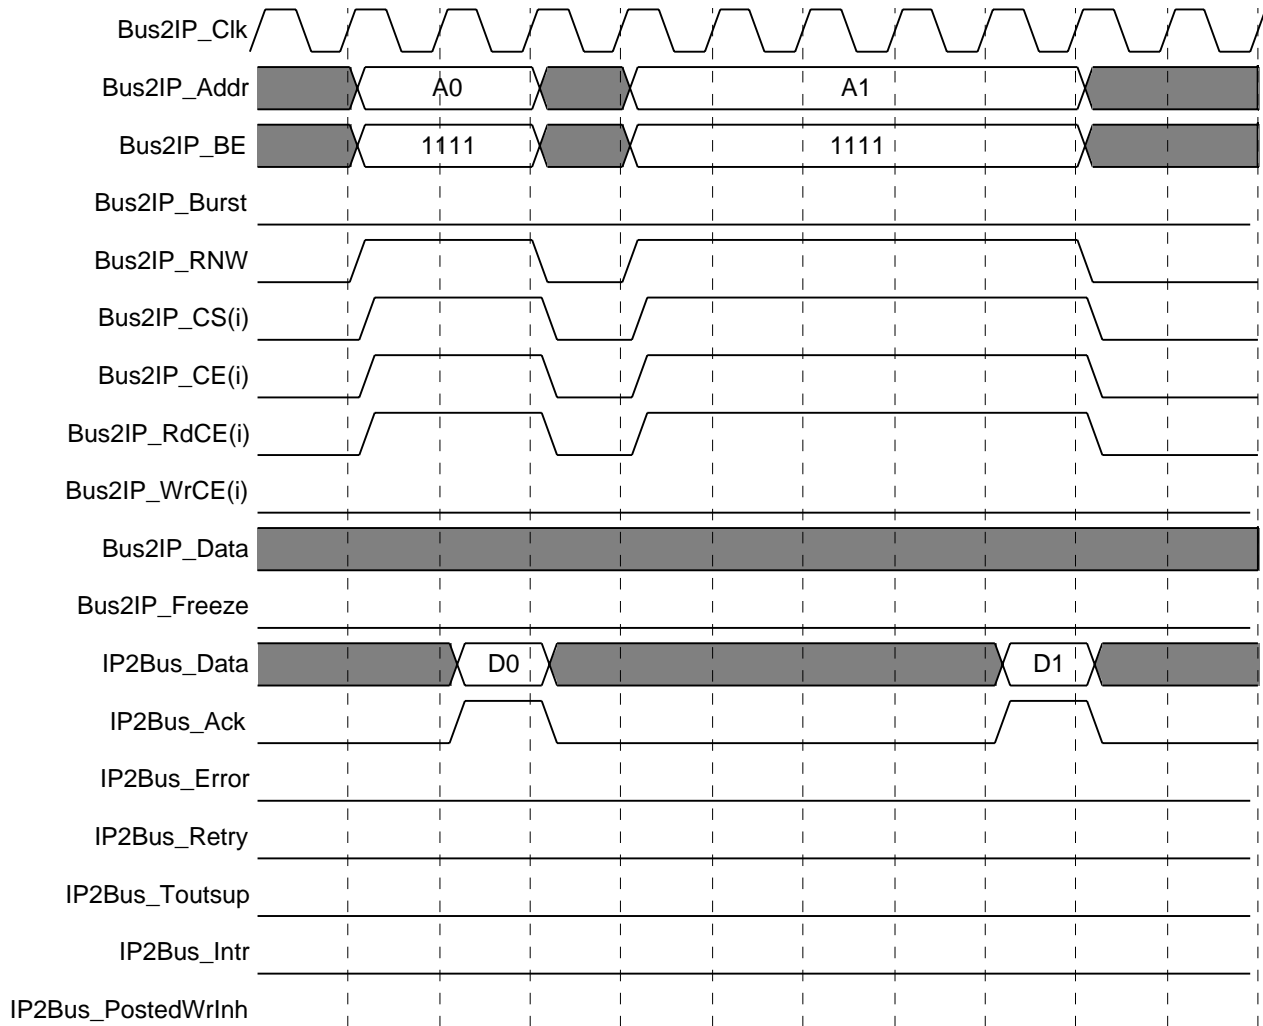 Bus2IP_Clk
Bus2IP_Addr A0 A1
Bus2IP_BE 1111 1111
Bus2IP_Burst
Bus2IP_RNW
Bus2IP_CS(i)
Bus2IP_CE(i)
Bus2IP_RdCE(i)
Bus2IP_WrCE(i)
Bus2IP_Data
Bus2IP_Freeze
IP2Bus_Data D0 D1
IP2Bus_Ack
IP2Bus_Error
IP2Bus_Retry
IP2Bus_Toutsup
IP2Bus_Intr
IP2Bus_PostedWrInh